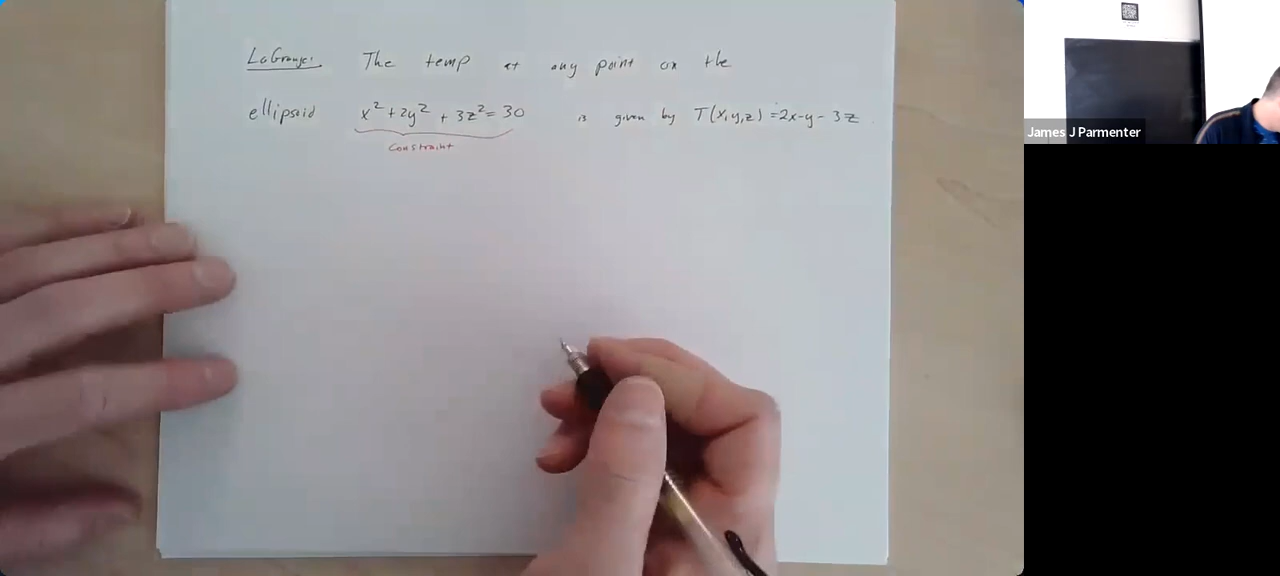 LaGrange: The temp at any point on the
ellipsoid x² + 2y² + 3z² = 30 is given by T(x,y,z) = 2x - y - 3z
constraint
James J Parmenter